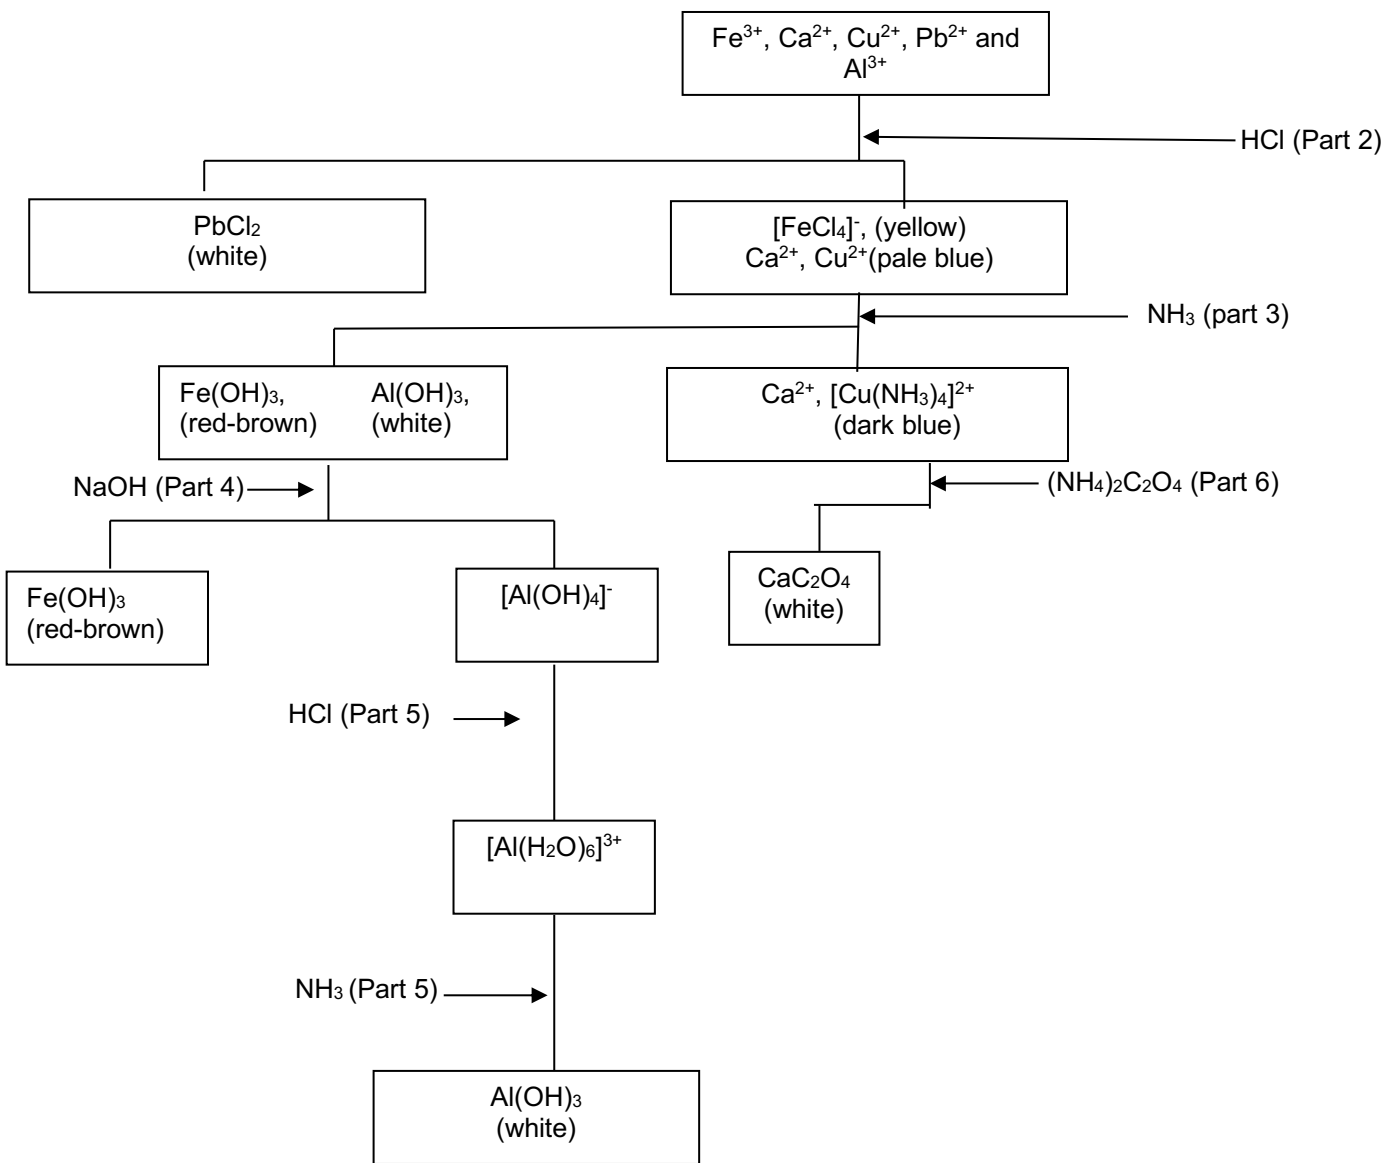 Fe³⁺, Ca²⁺, Cu²⁺, Pb²⁺ and
Al³⁺
HCl (Part 2)
PbCl₂
(white)
[FeCl₄]⁻, (yellow)
Ca²⁺, Cu²⁺(pale blue)
NH₃ (part 3)
Fe(OH)₃, Al(OH)₃,
(red-brown) (white)
Ca²⁺, [Cu(NH₃)₄]²⁺
(dark blue)
NaOH (Part 4)
(NH₄)₂C₂O₄ (Part 6)
Fe(OH)₃
(red-brown)
[Al(OH)₄]⁻
CaC₂O₄
(white)
HCl (Part 5)
[Al(H₂O)₆]³⁺
NH₃ (Part 5)
Al(OH)₃
(white)